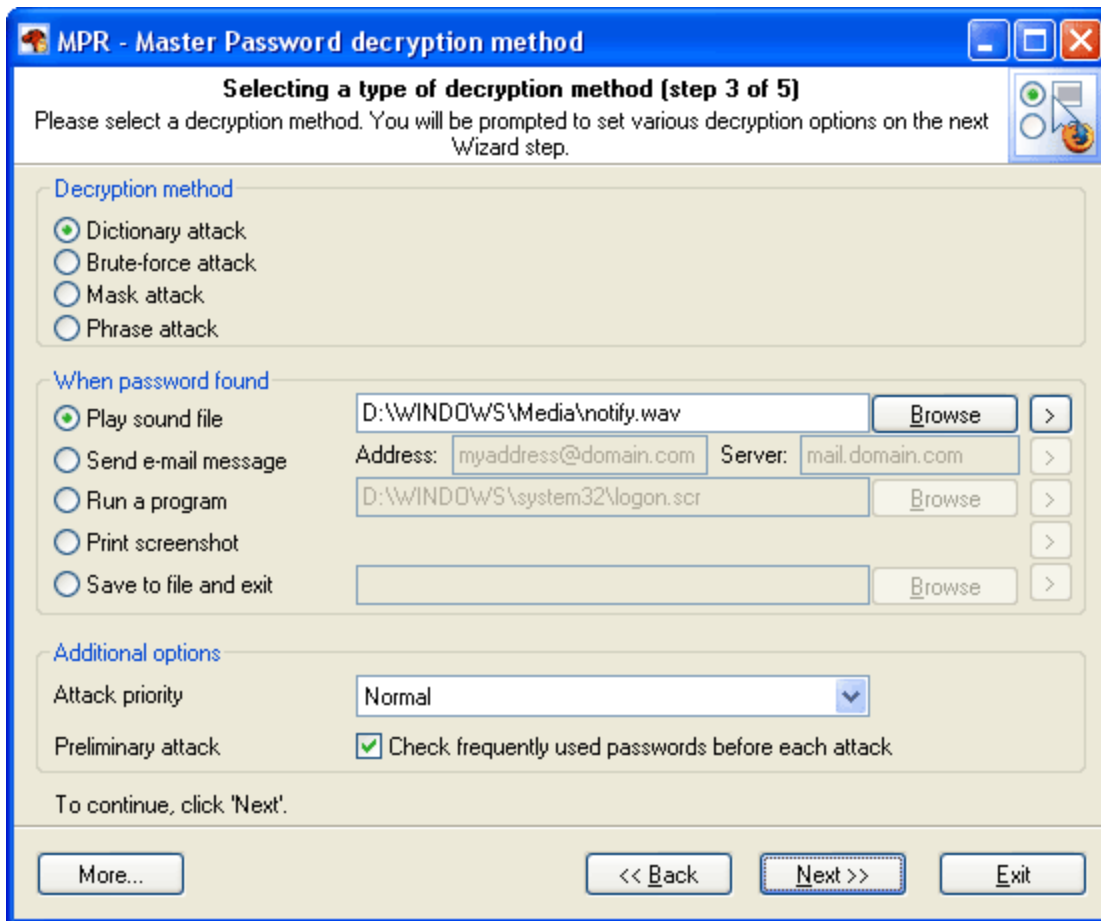 MPR - Master Password decryption method
Selecting a type of decryption method (step 3 of 5)
Please select a decryption method. You will be prompted to set various decryption options on the next
Wizard step.
Decryption method
Dictionary attack
Brute-force attack
Mask attack
Phrase attack
When password found
Play sound file D:\WINDOWS\Media\notify.wav Browse >
Send e-mail message Address: myaddress@domain.com Server: mail.domain.com >
Run a program D:\WINDOWS\system32\logon.scr Browse >
Print screenshot >
Save to file and exit Browse >
Additional options
Attack priority Normal
Preliminary attack Check frequently used passwords before each attack
To continue, click 'Next'.
More... << Back Next >> Exit